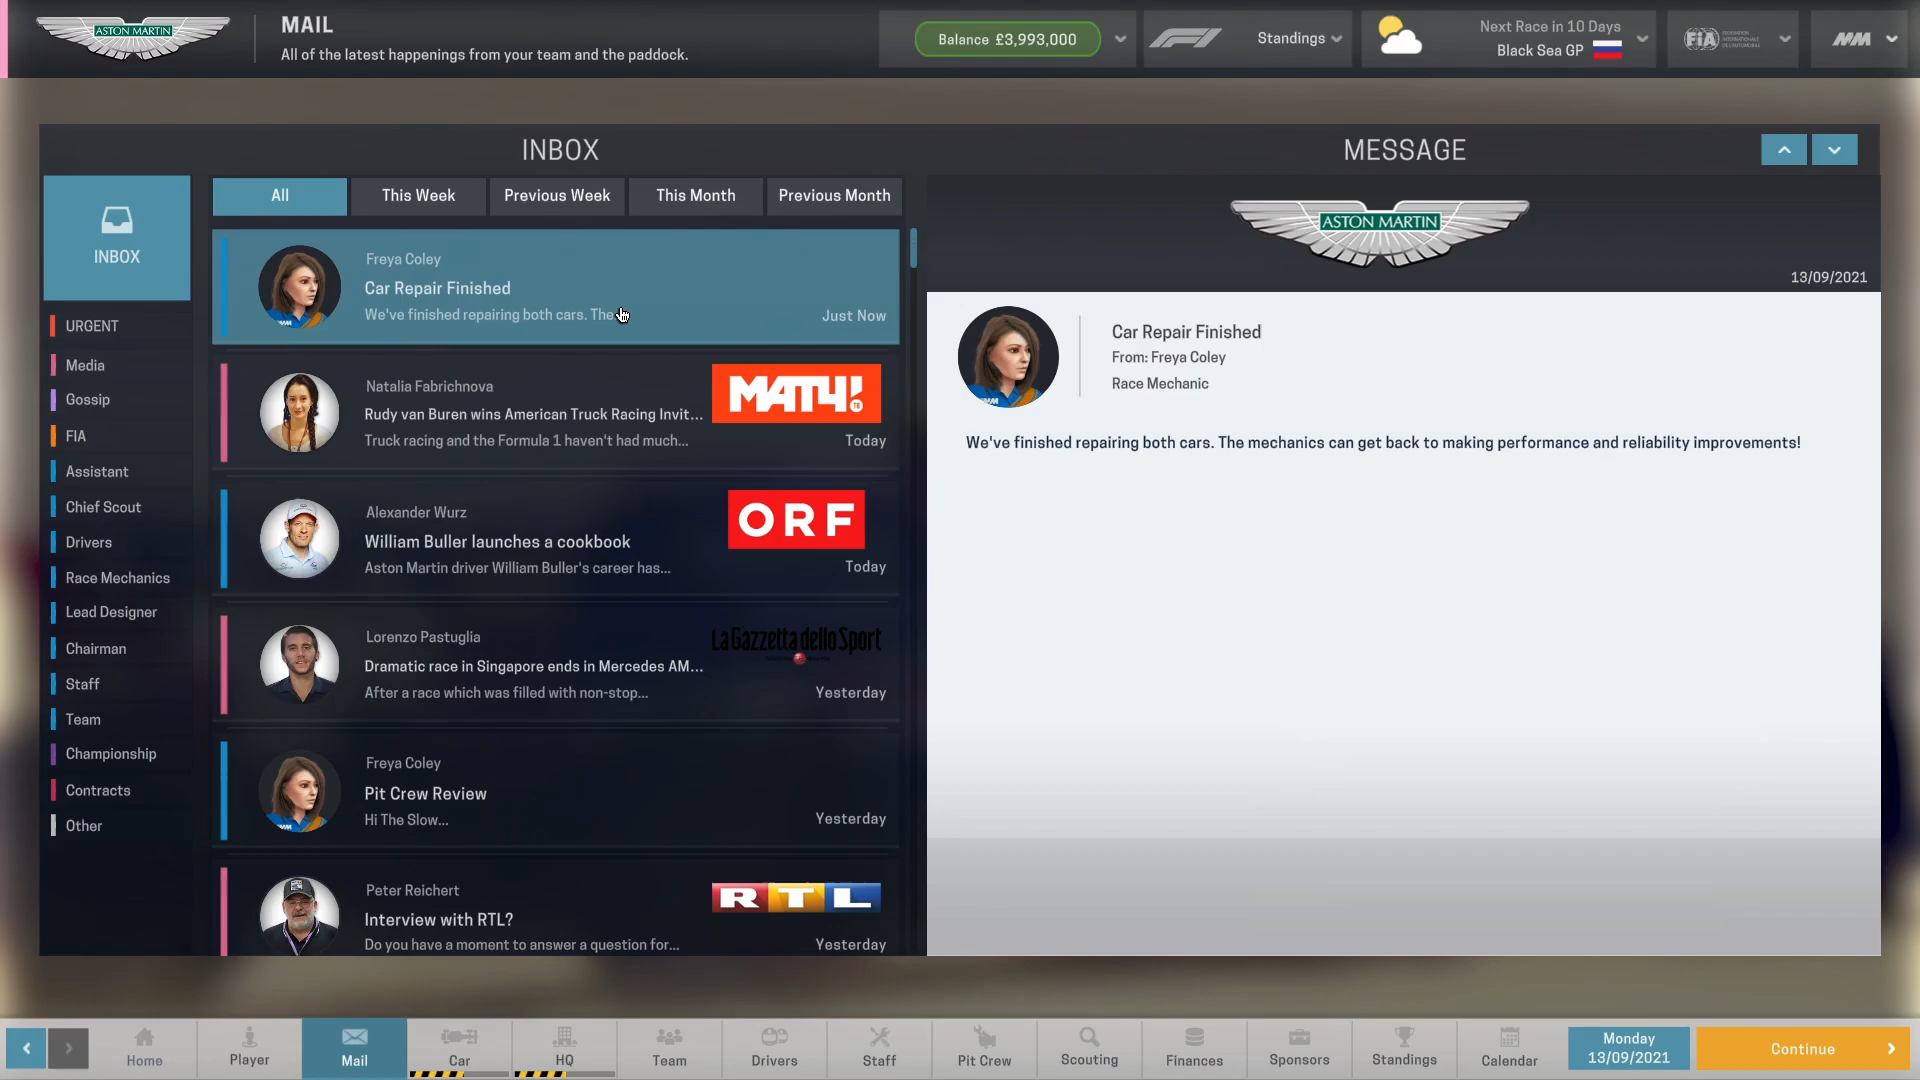 ASTON MARTIN
MAIL
All of the latest happenings from your team and the paddock.
Balance £3,993,000
Standings
Next Race in 10 Days
Black Sea GP
FIA
MM
INBOX
MESSAGE
INBOX
All
This Week
Previous Week
This Month
Previous Month
URGENT
Media
Gossip
FIA
Assistant
Chief Scout
Drivers
Race Mechanics
Lead Designer
Chairman
Staff
Team
Championship
Contracts
Other
Freya Coley
Car Repair Finished
We've finished repairing both cars. The
Just Now
Natalia Fabrichnova
Rudy van Buren wins American Truck Racing Invit...
Truck racing and the Formula 1 haven't had much...
МАТЧ!
ТВ
Today
Alexander Wurz
William Buller launches a cookbook
Aston Martin driver William Buller's career has...
ORF
Today
Lorenzo Pastuglia
Dramatic race in Singapore ends in Mercedes AM...
After a race which was filled with non-stop...
La Gazzetta dello Sport
Yesterday
Freya Coley
Pit Crew Review
Hi The Slow...
Yesterday
Peter Reichert
Interview with RTL?
Do you have a moment to answer a question for...
RTL
Yesterday
ASTON MARTIN
13/09/2021
Car Repair Finished
From: Freya Coley
Race Mechanic
We've finished repairing both cars. The mechanics can get back to making performance and reliability improvements!
Home
Player
Mail
Car
HQ
Team
Drivers
Staff
Pit Crew
Scouting
Finances
Sponsors
Standings
Calendar
Monday
13/09/2021
Continue